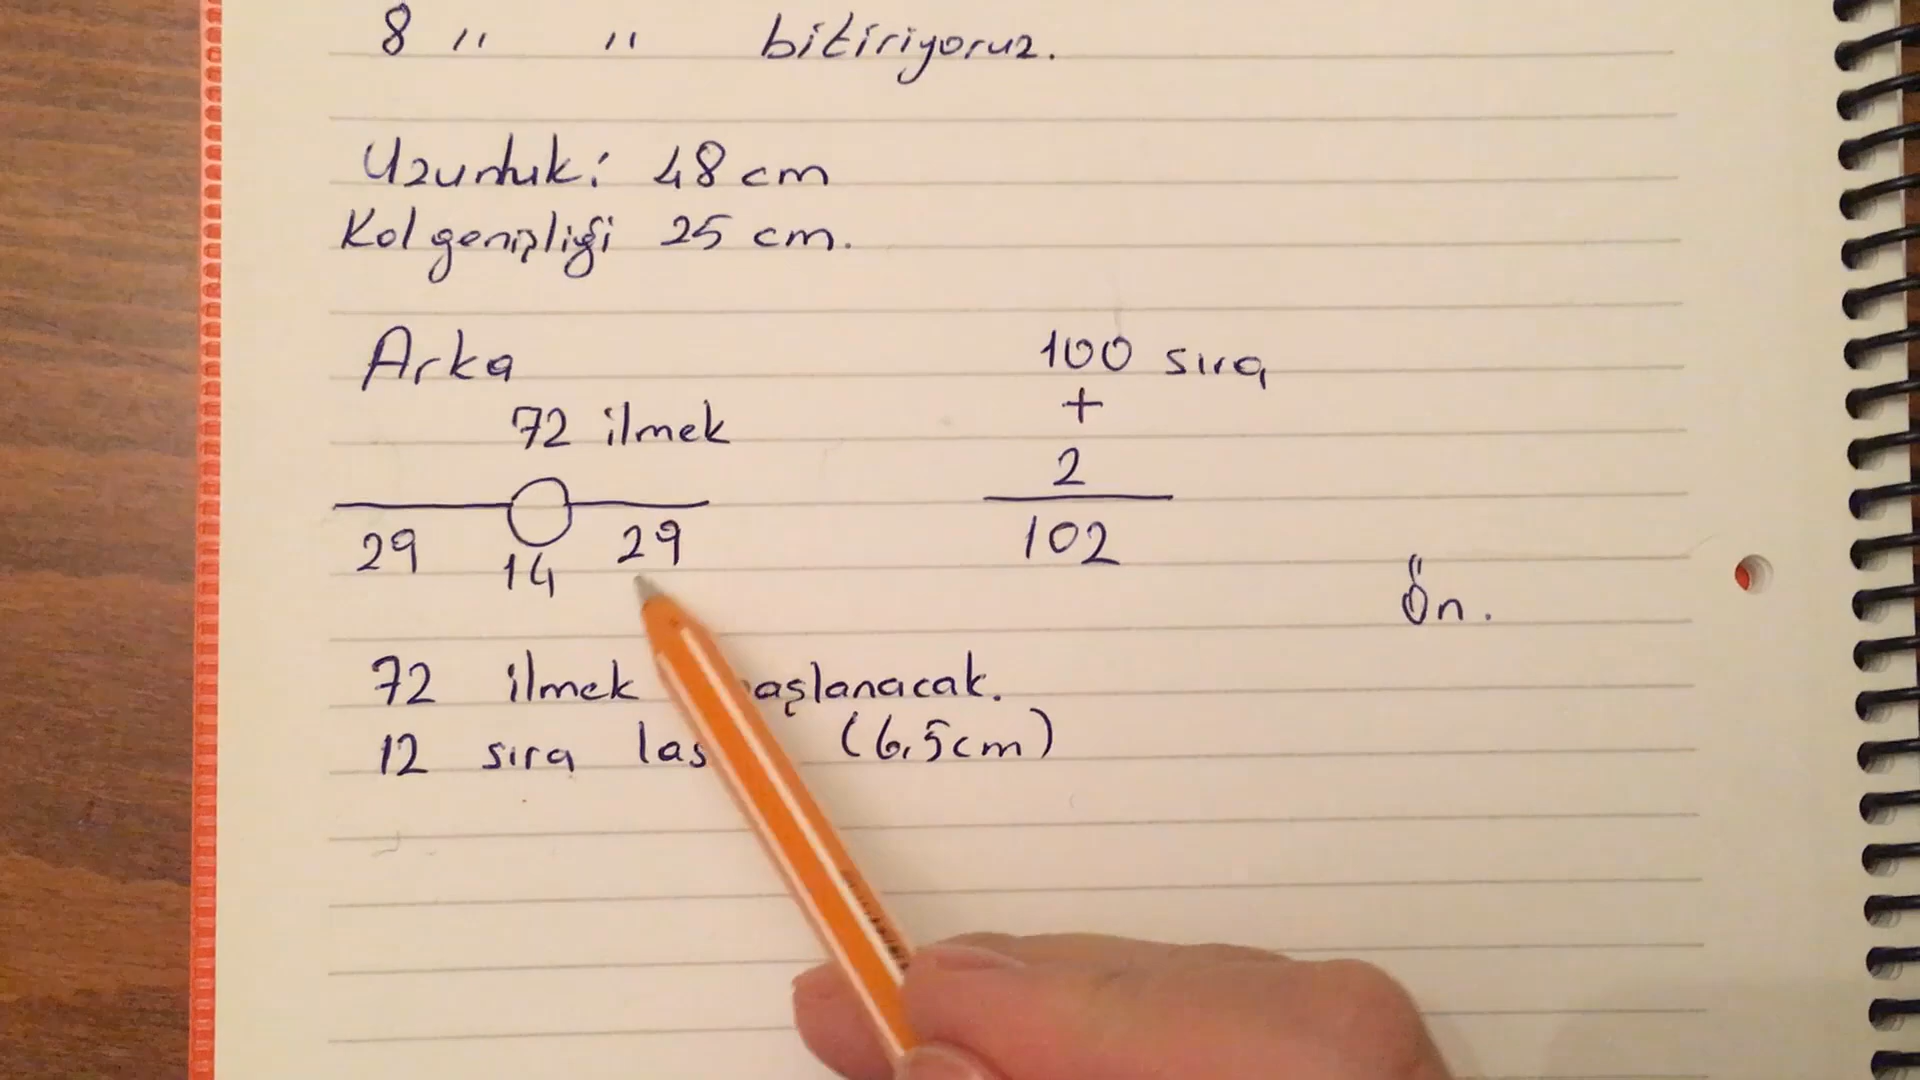 8 " " bitiriyoruz.
Uzunluk: 48 cm
Kol genişliği 25 cm.
Arka
72 ilmek
29 14 29
100 sıra
+
2
102
Ön.
72 ilmek
12 sıra (6,5cm)